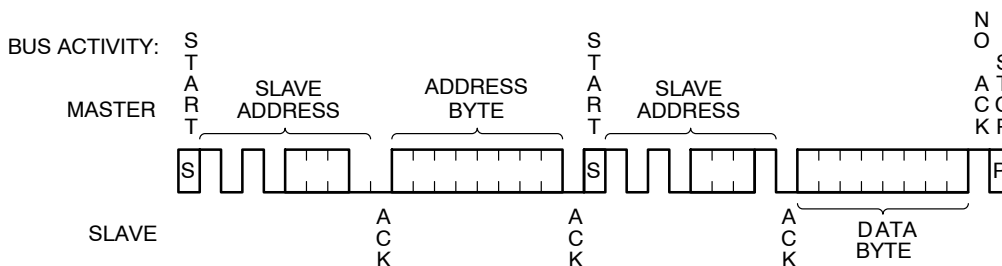 BUS ACTIVITY:
MASTER
START
SLAVE
ADDRESS
ADDRESS
BYTE
START
SLAVE
ADDRESS
NO ACK
STOP
S
S
P
SLAVE
ACK
ACK
ACK
DATA
BYTE